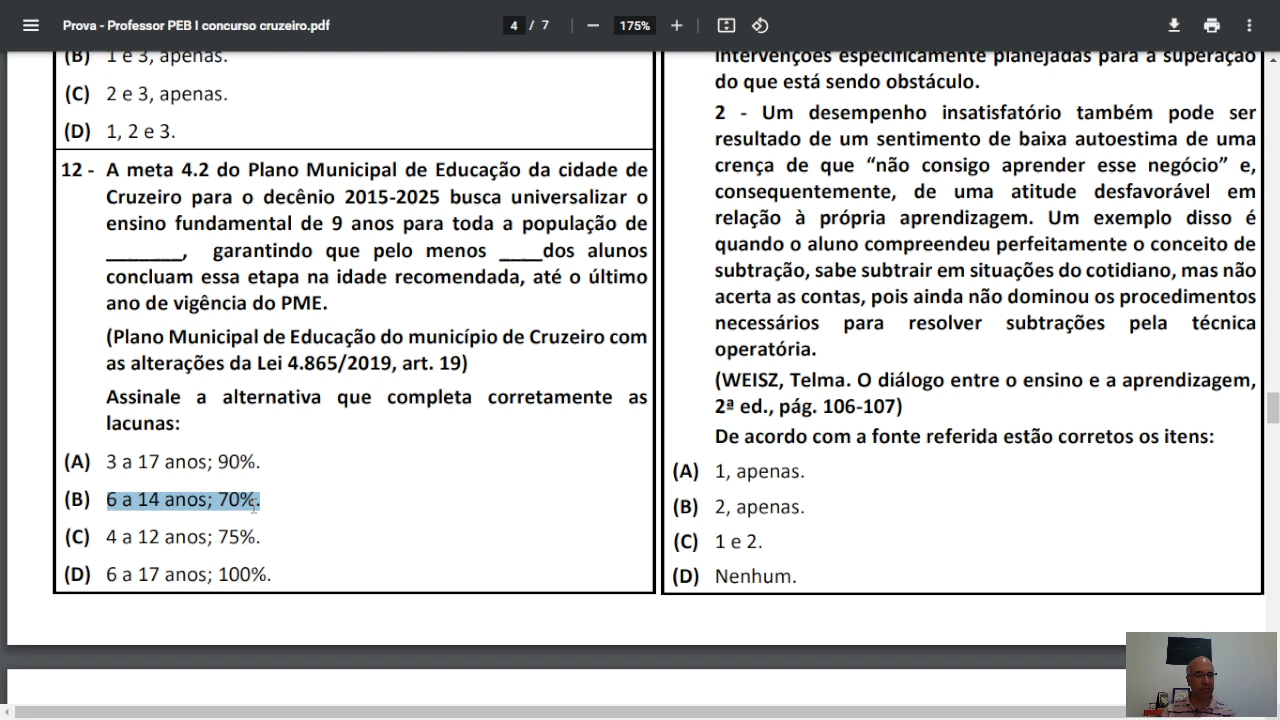 Prova - Professor PEB I concurso cruzeiro.pdf
4 / 7
175%
(B) 1 e 3, apenas.
(C) 2 e 3, apenas.
(D) 1, 2 e 3.
12 - A meta 4.2 do Plano Municipal de Educação da cidade de
Cruzeiro para o decênio 2015-2025 busca universalizar o
ensino fundamental de 9 anos para toda a população de
_______, garantindo que pelo menos ____dos alunos
concluam essa etapa na idade recomendada, até o último
ano de vigência do PME.
(Plano Municipal de Educação do município de Cruzeiro com
as alterações da Lei 4.865/2019, art. 19)
Assinale a alternativa que completa corretamente as
lacunas:
(A) 3 a 17 anos; 90%.
(B) 6 a 14 anos; 70%.
(C) 4 a 12 anos; 75%.
(D) 6 a 17 anos; 100%.
intervenções especificamente planejadas para a superação
do que está sendo obstáculo.
2 - Um desempenho insatisfatório também pode ser
resultado de um sentimento de baixa autoestima de uma
crença de que “não consigo aprender esse negócio” e,
consequentemente, de uma atitude desfavorável em
relação à própria aprendizagem. Um exemplo disso é
quando o aluno compreendeu perfeitamente o conceito de
subtração, sabe subtrair em situações do cotidiano, mas não
acerta as contas, pois ainda não dominou os procedimentos
necessários para resolver subtrações pela técnica
operatória.
(WEISZ, Telma. O diálogo entre o ensino e a aprendizagem,
2ª ed., pág. 106-107)
De acordo com a fonte referida estão corretos os itens:
(A) 1, apenas.
(B) 2, apenas.
(C) 1 e 2.
(D) Nenhum.